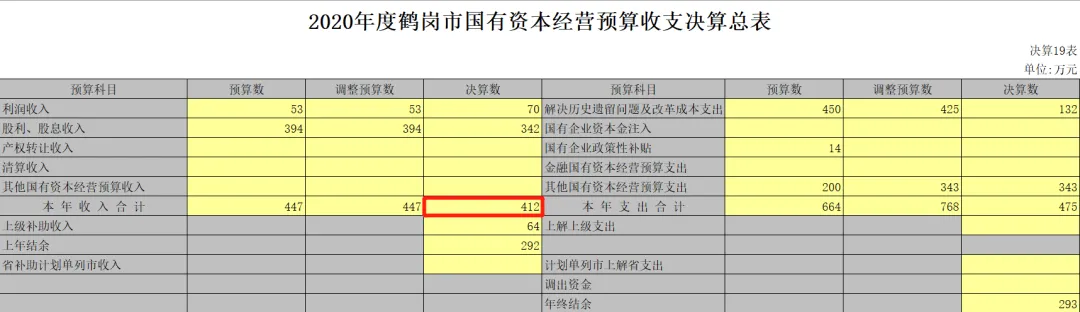 2020年度鹤岗市国有资本经营预算收支决算总表
决算19表
单位:万元
预算科目 预算数 调整预算数 决算数 预算科目 预算数 调整预算数 决算数
利润收入 53 53 70 解决历史遗留问题及改革成本支出 450 425 132
股利、股息收入 394 394 342 国有企业资本金注入
产权转让收入 国有企业政策性补贴 14
清算收入 金融国有资本经营预算支出
其他国有资本经营预算收入 其他国有资本经营预算支出 200 343 343
本年收入合计 447 447 412 本年支出合计 664 768 475
上级补助收入 64 上解上级支出
上年结余 292
省补助计划单列市收入 计划单列市上解省支出
调出资金
年终结余 293